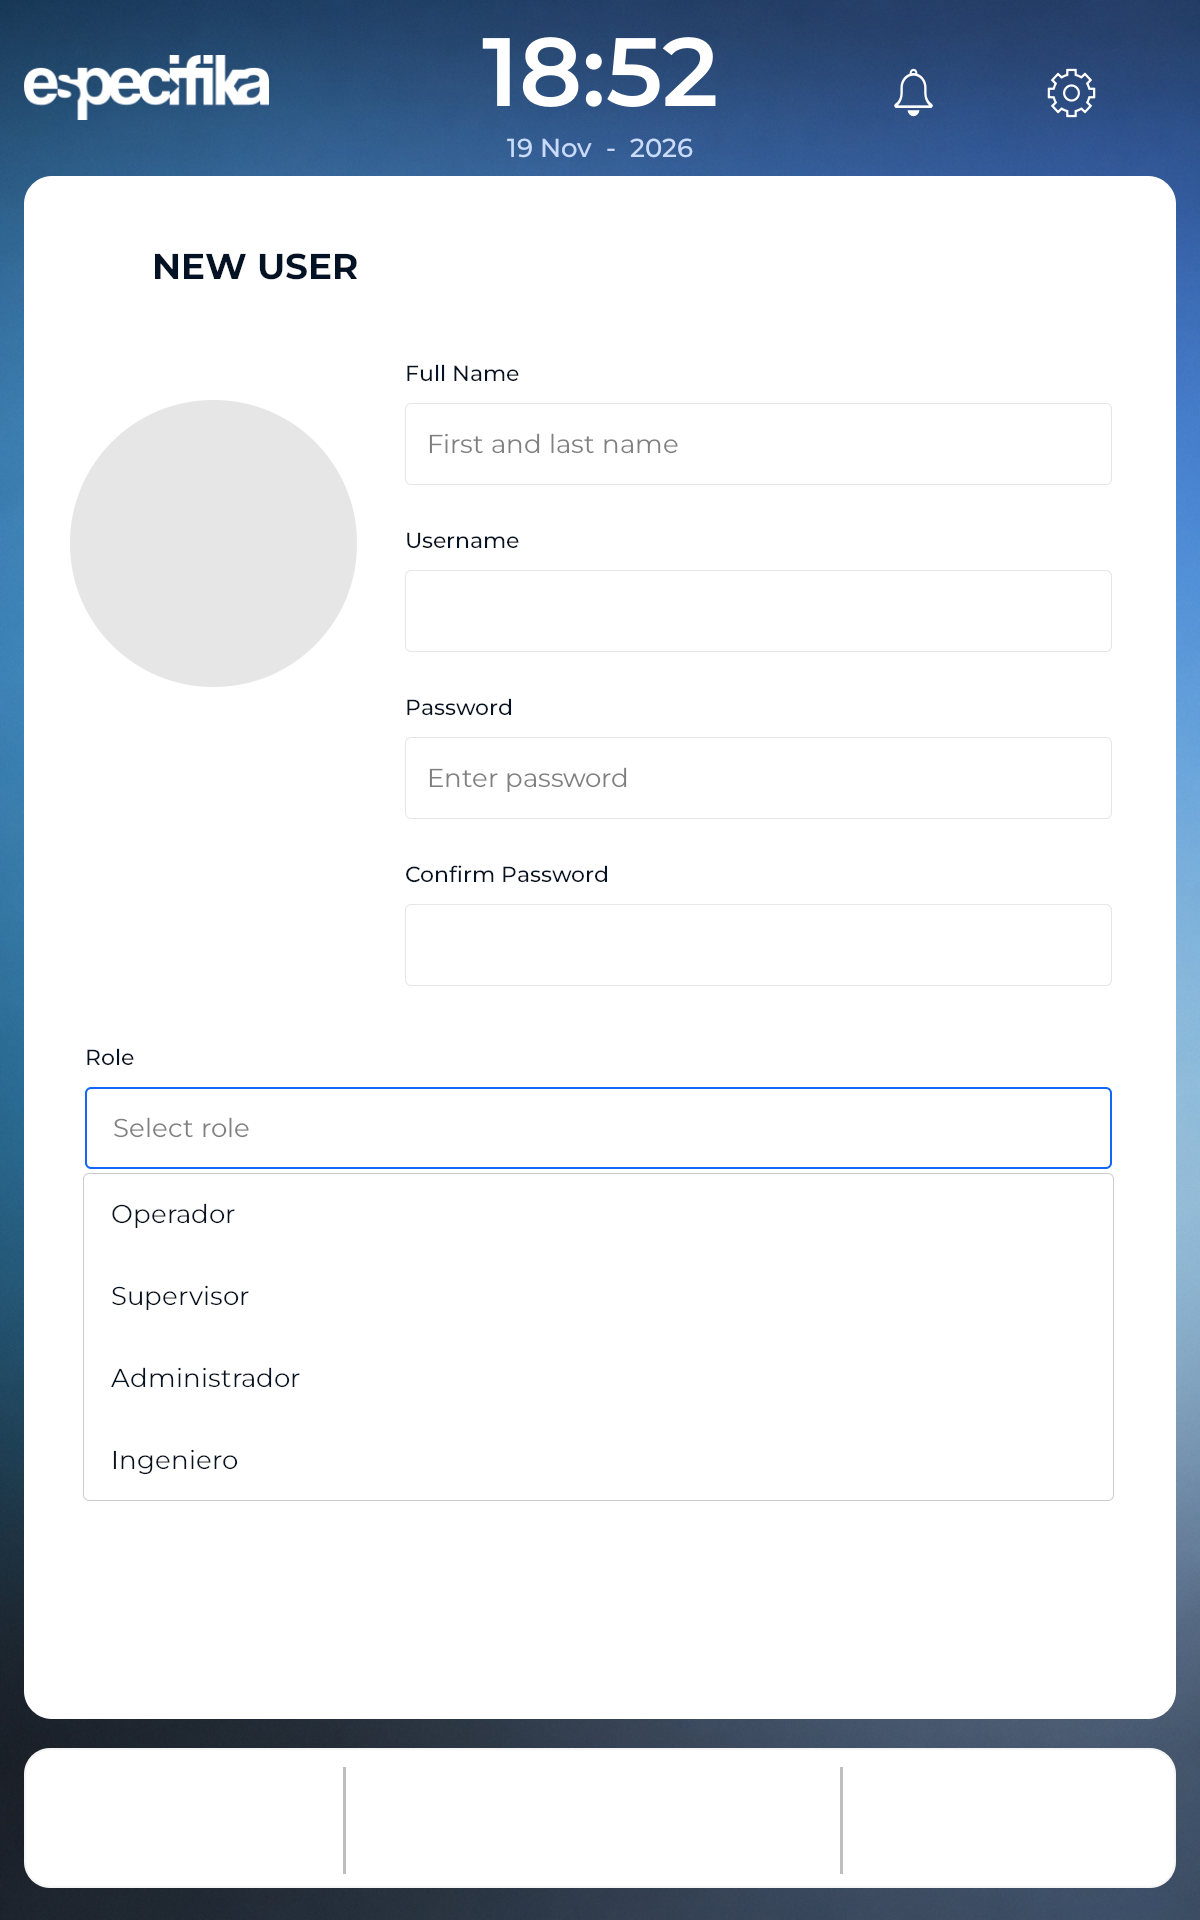 especifika
18:52
19 Nov - 2026
NEW USER
Full Name
First and last name
Username
Password
Enter password
Confirm Password
Role
Select role
Operador
Supervisor
Administrador
Ingeniero